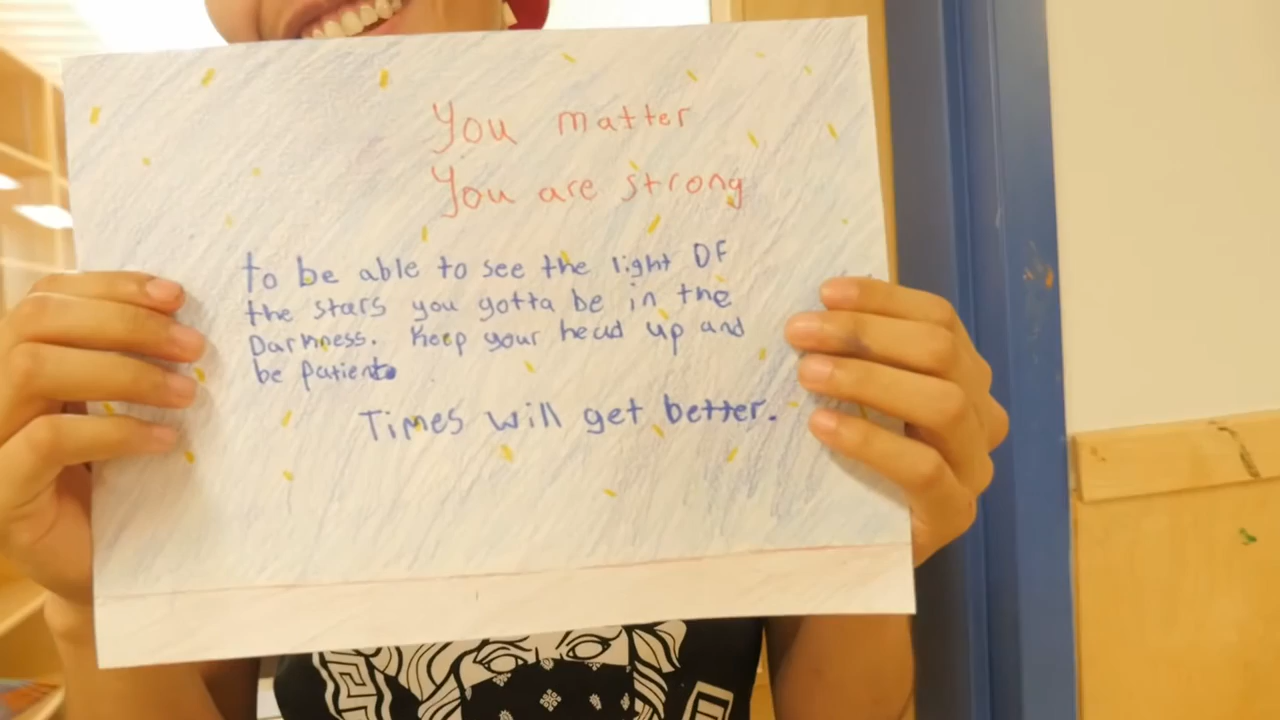 You matter
You are strong
to be able to see the light OF
the stars you gotta be in the
Darkness. Keep your head up and
be patient.
Times will get better.